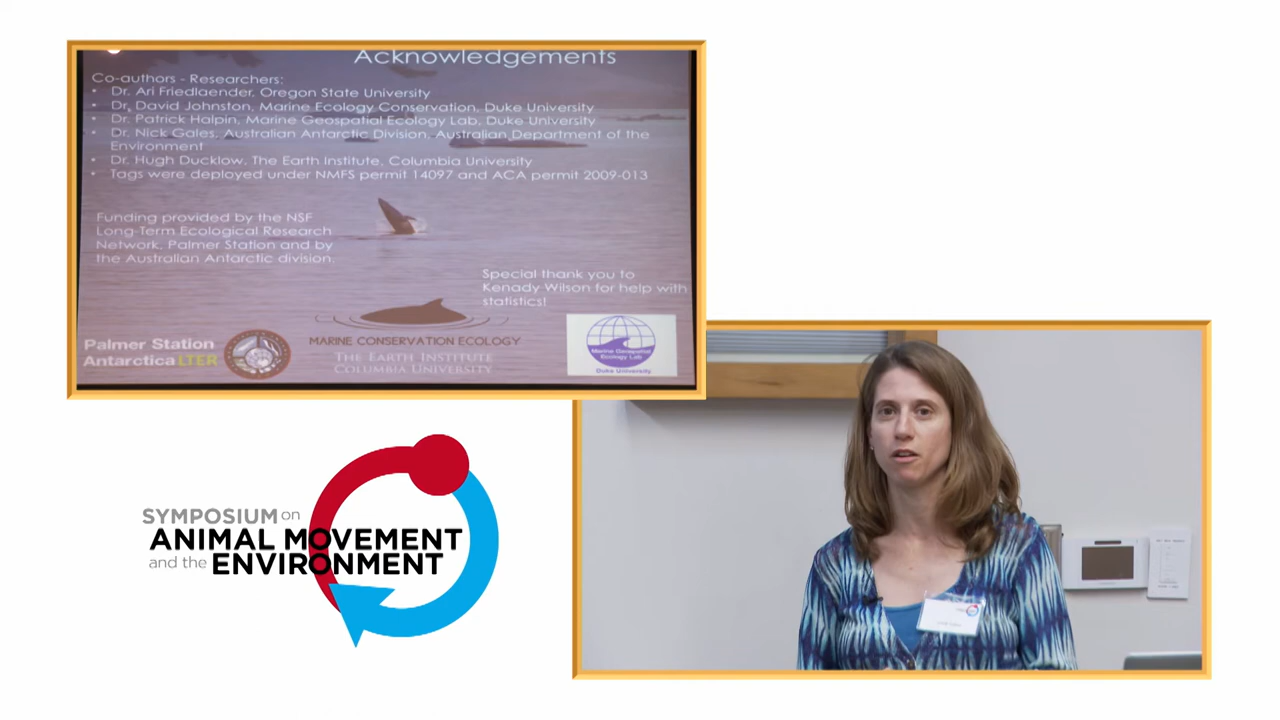 Acknowledgements
Co-authors - Researchers:
• Dr. Ari Friedlaender, Oregon State University
• Dr. David Johnston, Marine Ecology Conservation, Duke University
• Dr. Patrick Halpin, Marine Geospatial Ecology Lab, Duke University
• Dr. Nick Gales, Australian Antarctic Division, Australian Department of the
Environment
• Dr. Hugh Ducklow, The Earth Institute, Columbia University
• Tags were deployed under NMFS permit 14097 and ACA permit 2009-013
Funding provided by the NSF
Long-Term Ecological Research
Network, Palmer Station and by
the Australian Antarctic division.
Special thank you to
Kenady Wilson for help with
statistics!
Palmer Station
Antarctica LTER
MARINE CONSERVATION ECOLOGY
THE EARTH INSTITUTE
COLUMBIA UNIVERSITY
Marine Geospatial
Ecology Lab
Duke University
SYMPOSIUM on
ANIMAL MOVEMENT
and the ENVIRONMENT